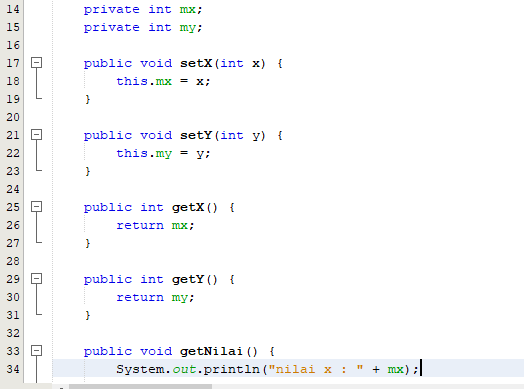 14 private int mx;
15 private int my;
16
17 public void setX(int x) {
18 this.mx = x;
19 }
20
21 public void setY(int y) {
22 this.my = y;
23 }
24
25 public int getX() {
26 return mx;
27 }
28
29 public int getY() {
30 return my;
31 }
32
33 public void getNilai() {
34 System.out.println("nilai x : " + mx);